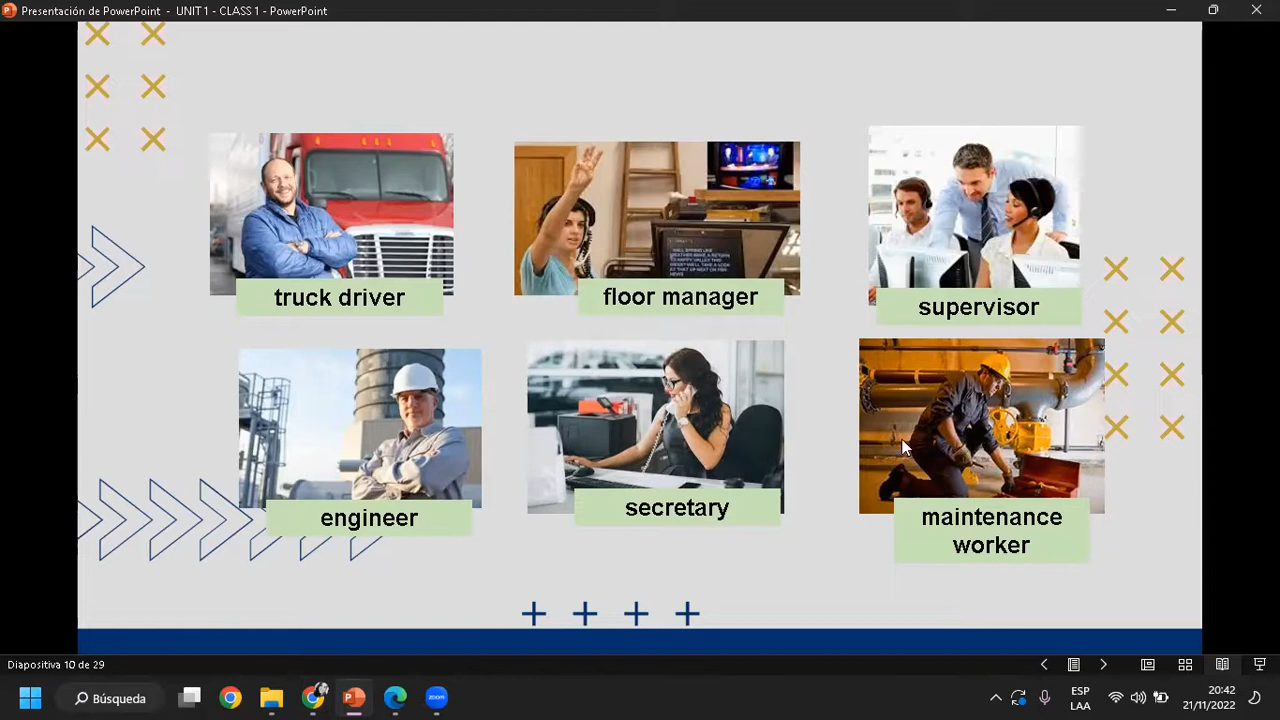 Presentación de PowerPoint - UNIT 1 - CLASS 1 - PowerPoint
truck driver
floor manager
supervisor
engineer
secretary
maintenance
worker
Diapositiva 10 de 29
Búsqueda
zoom
ESP
LAA
20:42
21/11/2022